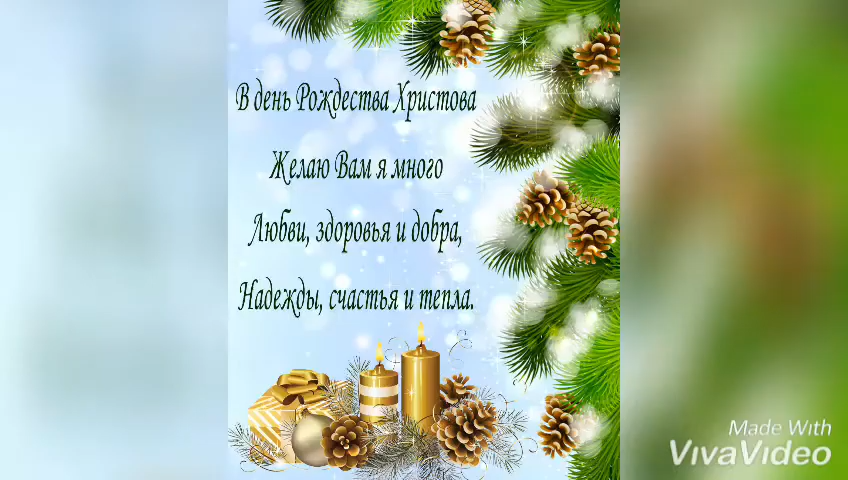 В день Рождества Христова
Желаю Вам я много
Любви, здоровья и добра,
Надежды, счастья и тепла.
Made With
VivaVideo